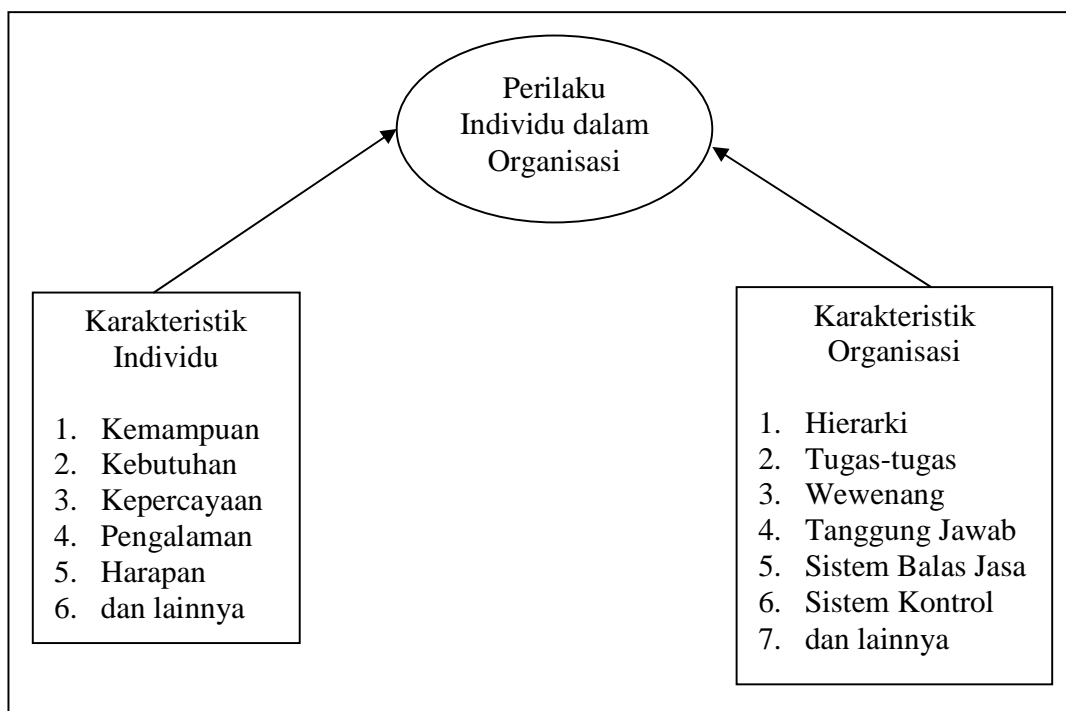 Perilaku
Individu dalam
Organisasi
Karakteristik
Individu
1. Kemampuan
2. Kebutuhan
3. Kepercayaan
4. Pengalaman
5. Harapan
6. dan lainnya
Karakteristik
Organisasi
1. Hierarki
2. Tugas-tugas
3. Wewenang
4. Tanggung Jawab
5. Sistem Balas Jasa
6. Sistem Kontrol
7. dan lainnya